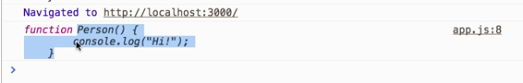 Navigated to http://localhost:3000/
function Person() { app.js:8
console.log("Hi!");
}
>